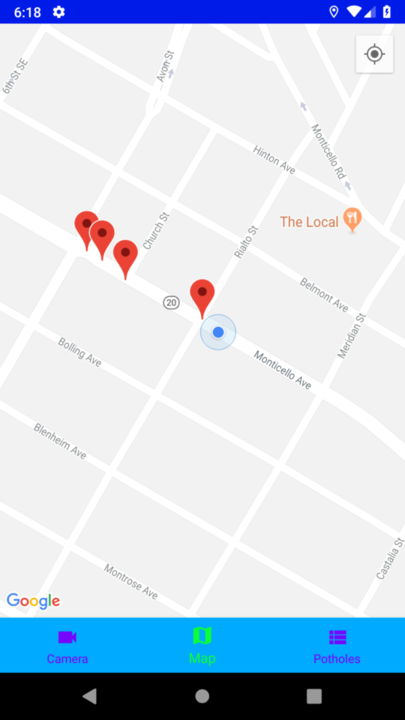 6:18
6th St SE
Avon St
Hinton Ave
Monticello Rd
The Local
Church St
Rialto St
Belmont Ave
20
Meridian St
Bolling Ave
Monticello Ave
Blenheim Ave
Castalia St
Montrose Ave
Google
Camera
Map
Potholes